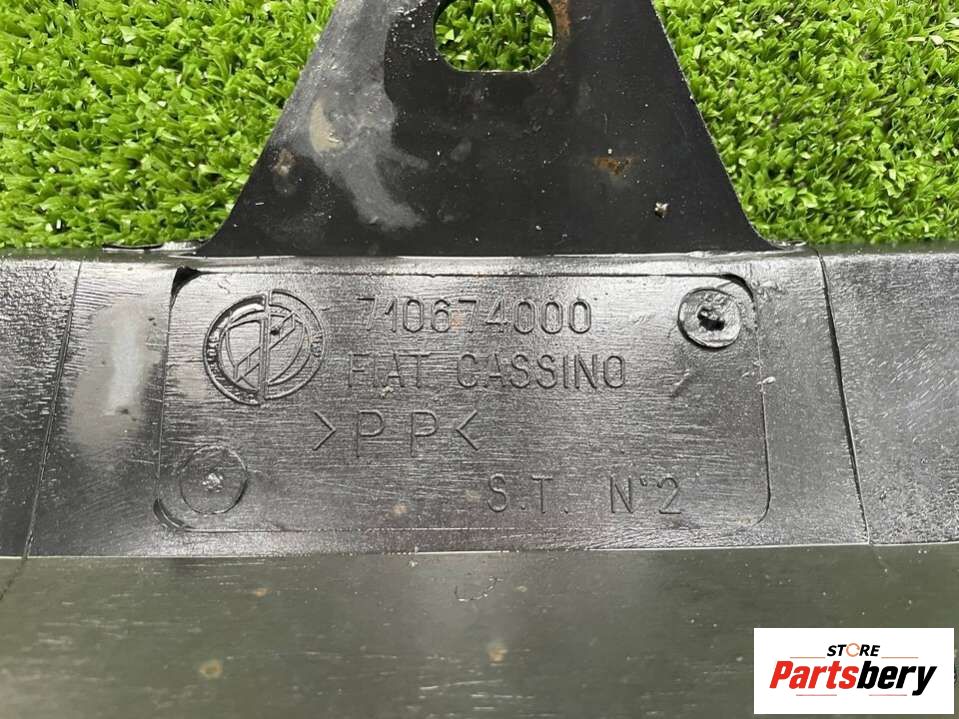 710674000
FIAT CASSINO
>PP<
S.T. N°2
STORE
Partsbery